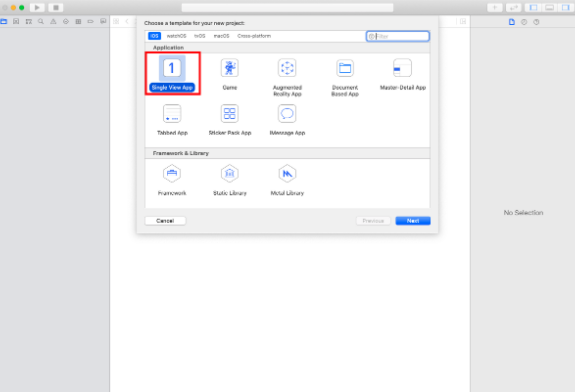 Choose a template for your new project:
iOS watchOS tvOS macOS Cross-platform Filter
Application
1
Single View App Game Augmented Reality App Document Based App Master-Detail App
Tabbed App Sticker Pack App iMessage App
Framework & Library
Framework Static Library Metal Library
Cancel Previous Next
No Selection